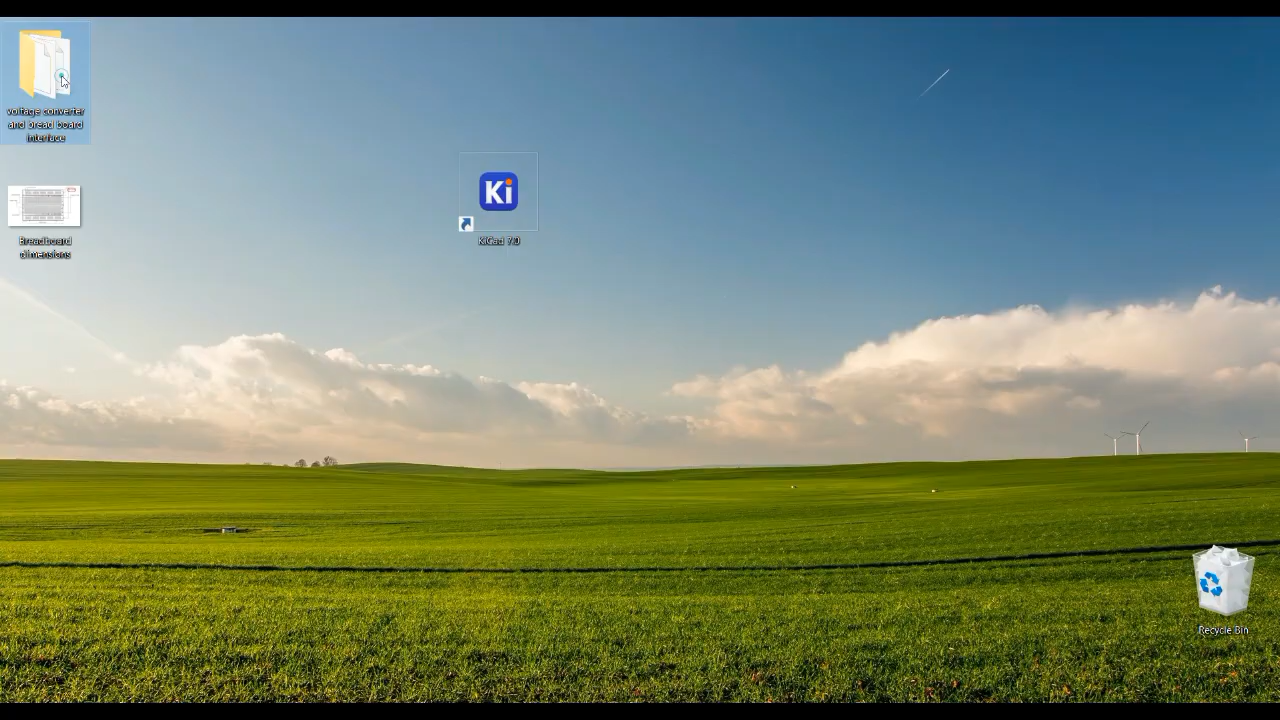 voltage converter
and bread board
interface
Breadboard
dimensions
Ki
KiCad 7.0
Recycle Bin